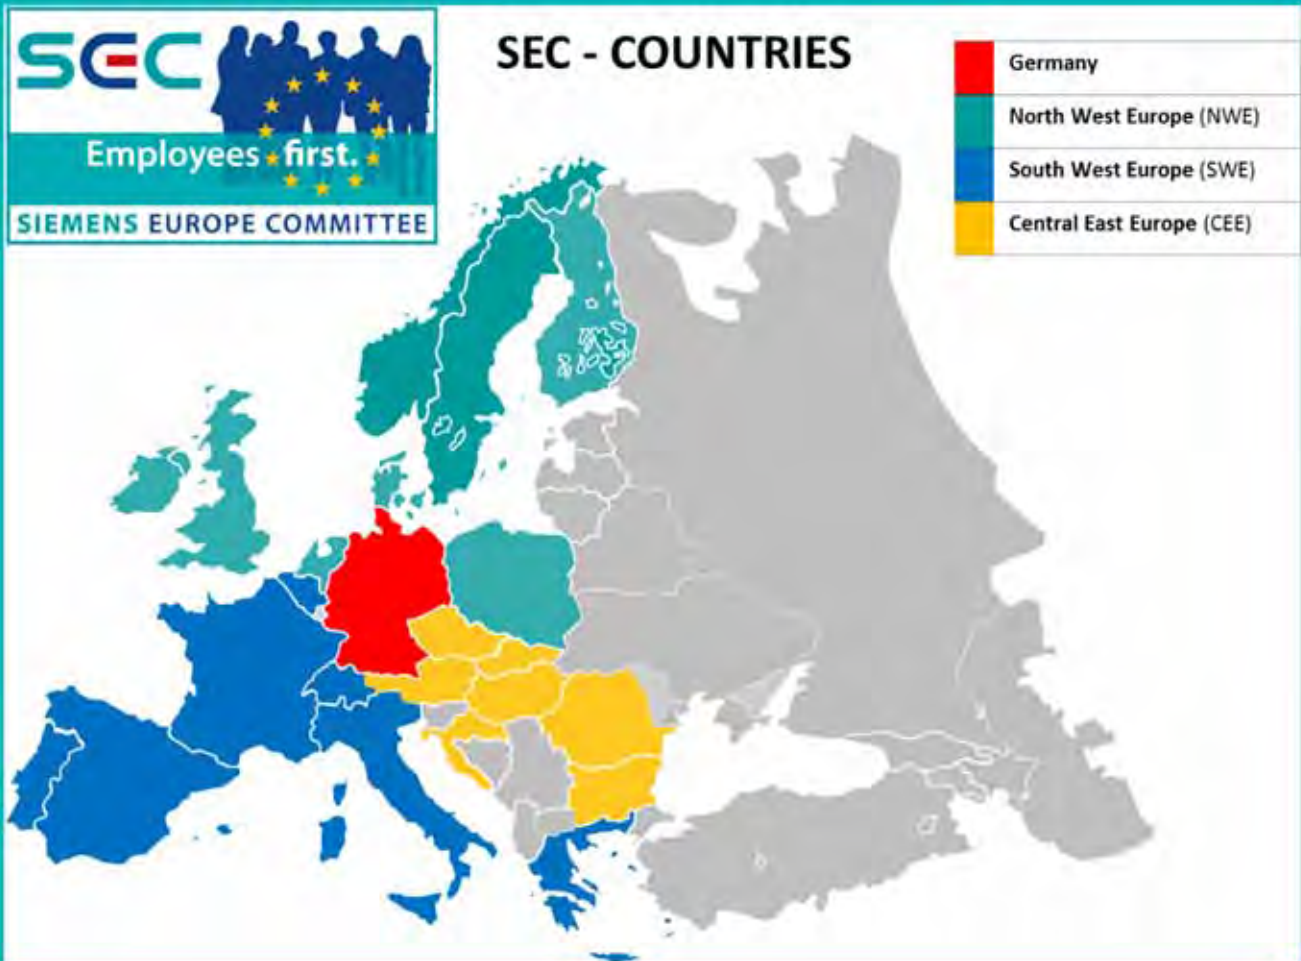 SEC
Employees first.
SIEMENS EUROPE COMMITTEE
SEC - COUNTRIES
Germany
North West Europe (NWE)
South West Europe (SWE)
Central East Europe (CEE)